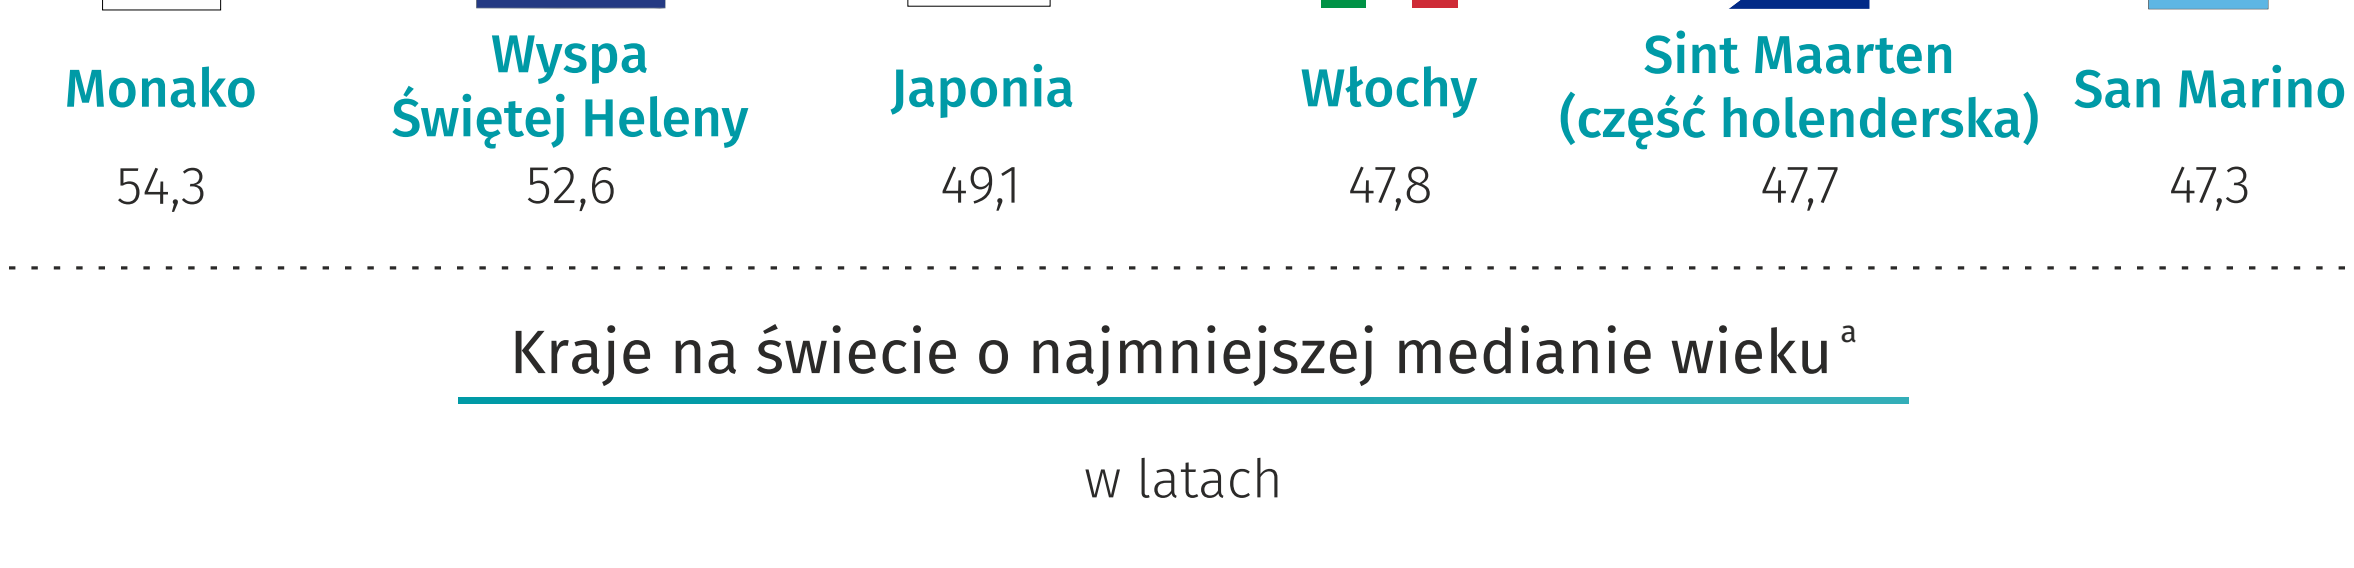 Monako
Wyspa
Świętej Heleny
Japonia
Włochy
Sint Maarten
(część holenderska)
San Marino
54,3
52,6
49,1
47,8
47,7
47,3
Kraje na świecie o najmniejszej medianie wieku a
w latach